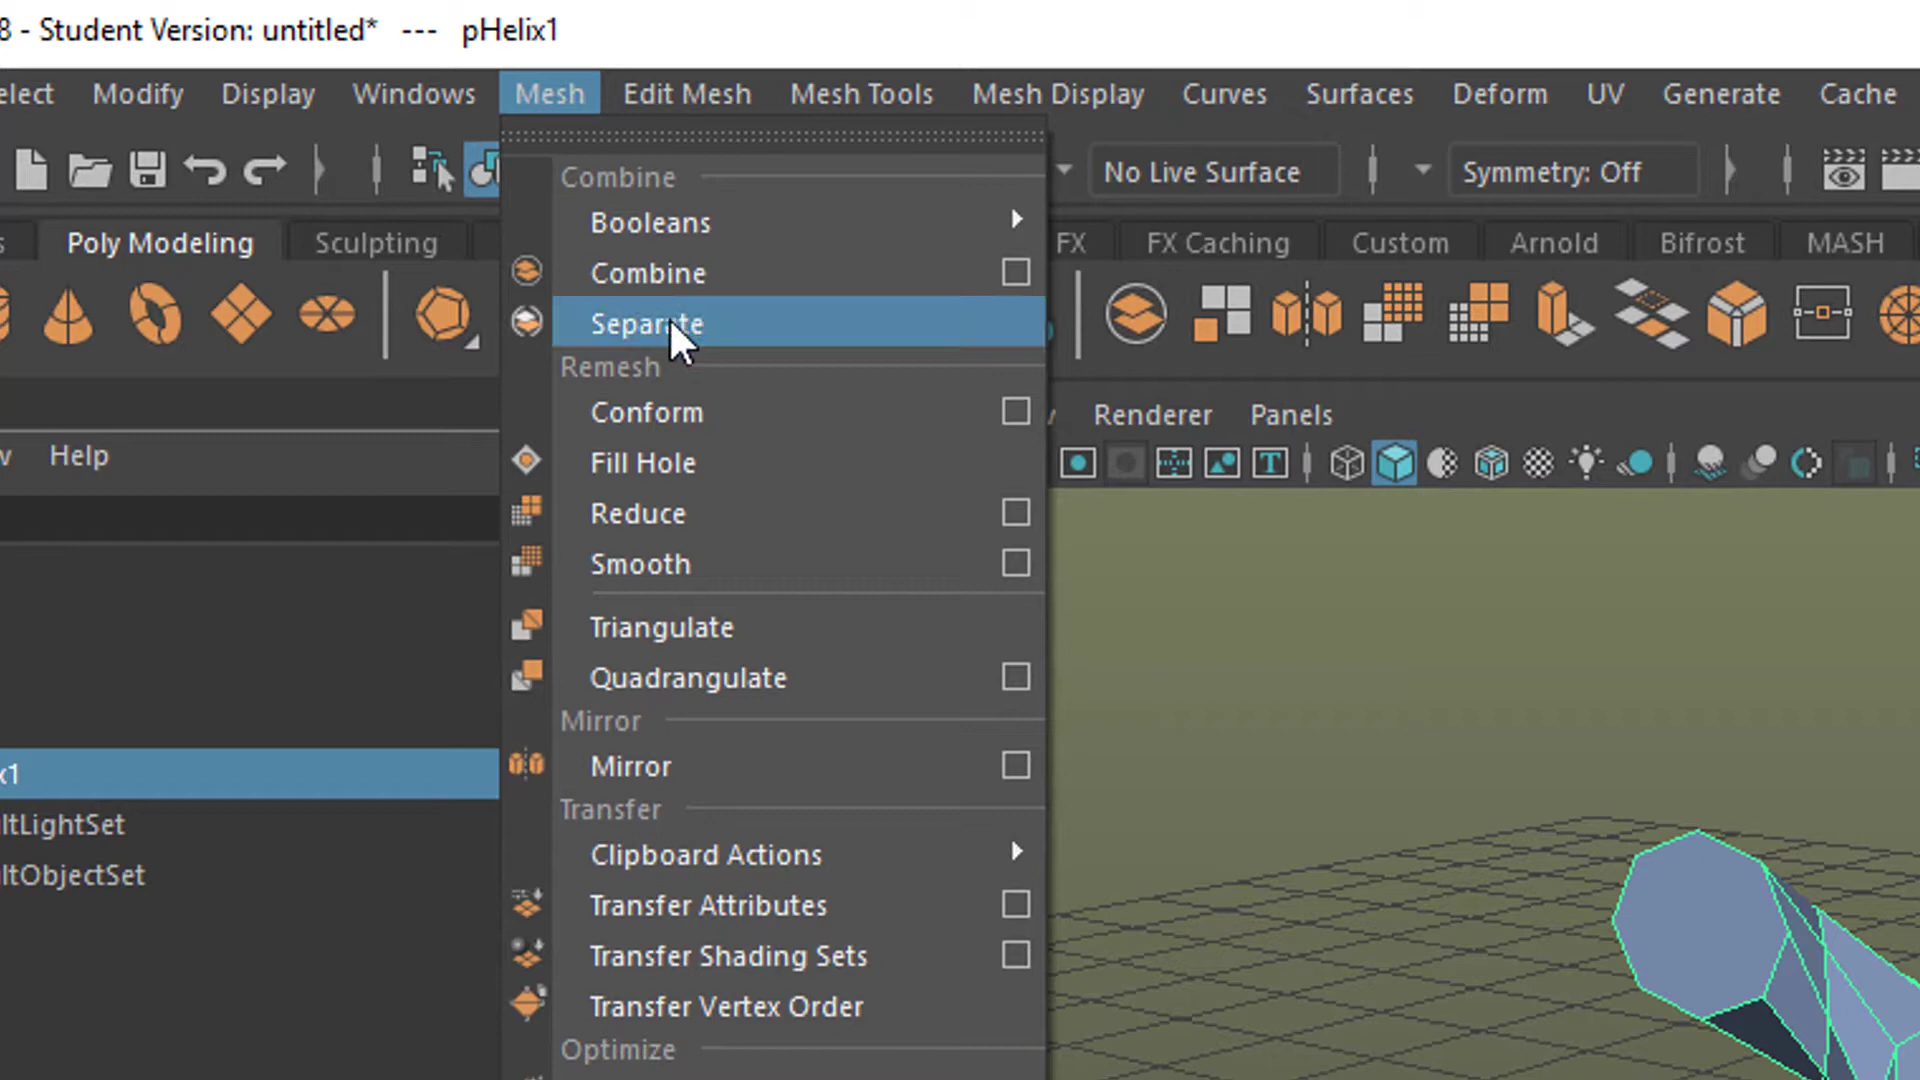 8 - Student Version: untitled* --- pHelix1
elect Modify Display Windows Mesh Edit Mesh Mesh Tools Mesh Display Curves Surfaces Deform UV Generate Cache
No Live Surface Symmetry: Off
s Poly Modeling Sculpting FX FX Caching Custom Arnold Bifrost MASH
Combine
Booleans
Combine
Separate
Remesh
Conform
Fill Hole
Reduce
Smooth
Triangulate
Quadrangulate
Mirror
Mirror
Transfer
Clipboard Actions
Transfer Attributes
Transfer Shading Sets
Transfer Vertex Order
Optimize
w Help
x1
ltLightSet
ltObjectSet
Renderer Panels
T